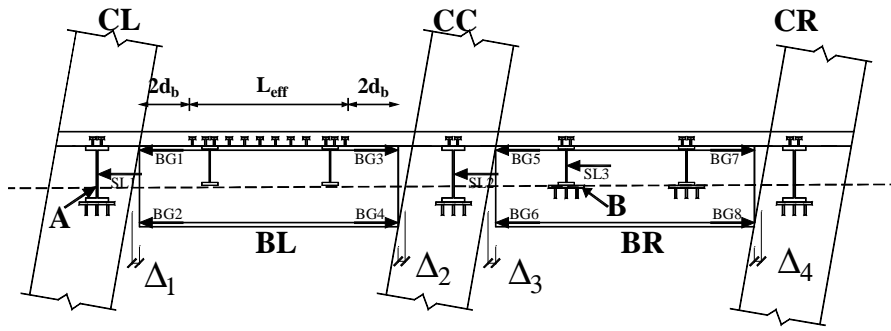 CL CC CR
2d_b L_eff 2d_b
BG1 BG3 BG5 BG7
SL1 SL2 SL3
A B
BG2 BG4 BG6 BG8
BL BR
Δ₁ Δ₂ Δ₃ Δ₄